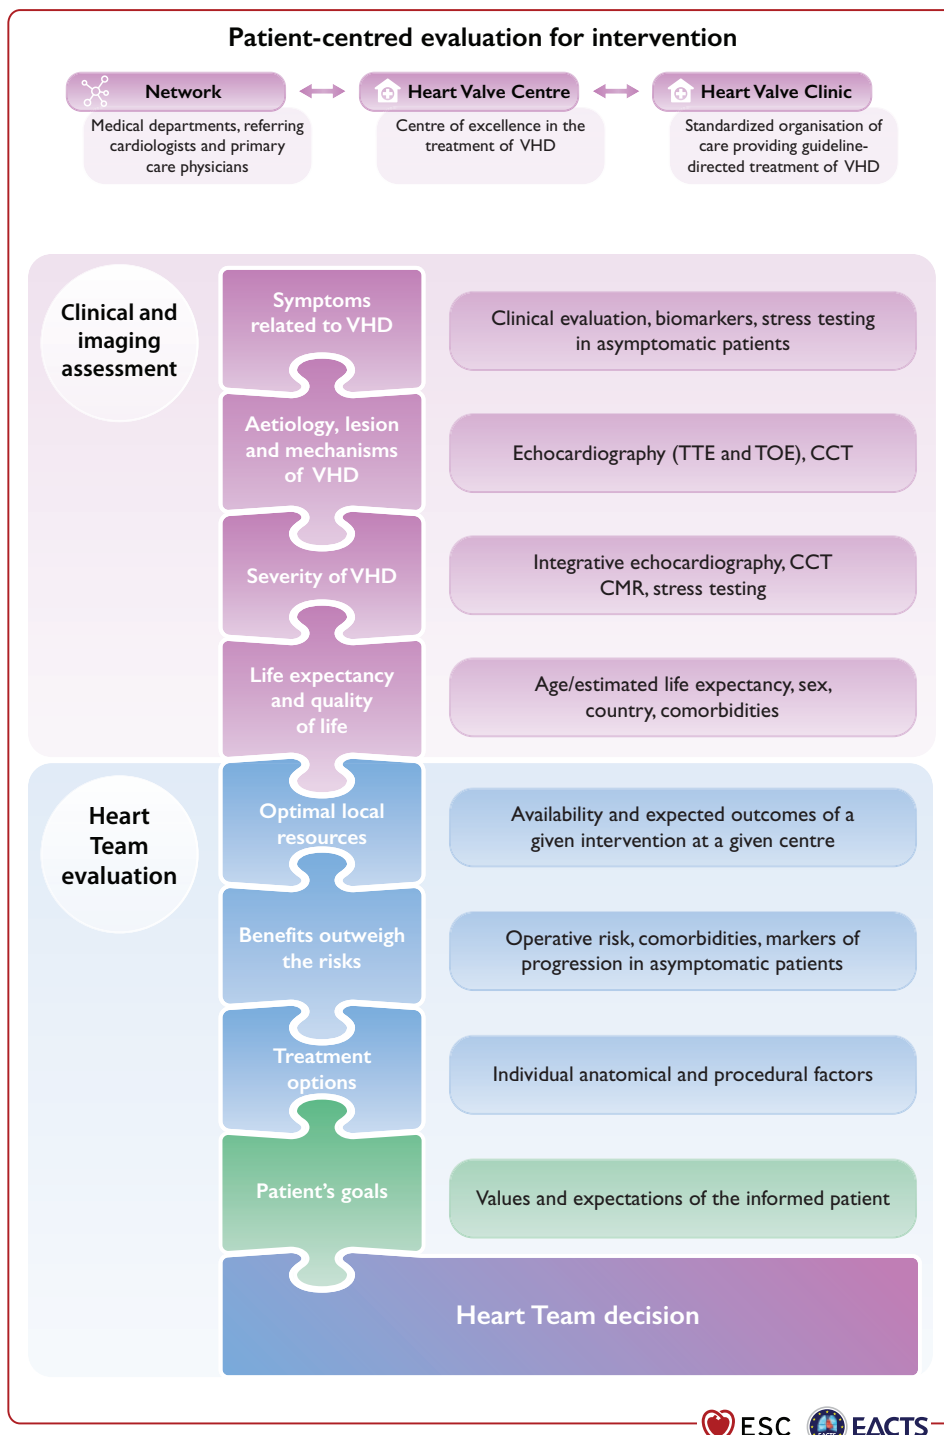 Patient-centred evaluation for intervention
Network
Heart Valve Centre
Heart Valve Clinic
Medical departments, referring
cardiologists and primary
care physicians
Centre of excellence in the
treatment of VHD
Standardized organisation of
care providing guideline-
directed treatment of VHD
Clinical and
imaging
assessment
Symptoms
related to VHD
Clinical evaluation, biomarkers, stress testing
in asymptomatic patients
Aetiology, lesion
and mechanisms
of VHD
Echocardiography (TTE and TOE), CCT
Severity of VHD
Integrative echocardiography, CCT
CMR, stress testing
Life expectancy
and quality
of life
Age/estimated life expectancy, sex,
country, comorbidities
Heart
Team
evaluation
Optimal local
resources
Availability and expected outcomes of a
given intervention at a given centre
Benefits outweigh
the risks
Operative risk, comorbidities, markers of
progression in asymptomatic patients
Treatment
options
Individual anatomical and procedural factors
Patient's goals
Values and expectations of the informed patient
Heart Team decision
ESC
EACTS